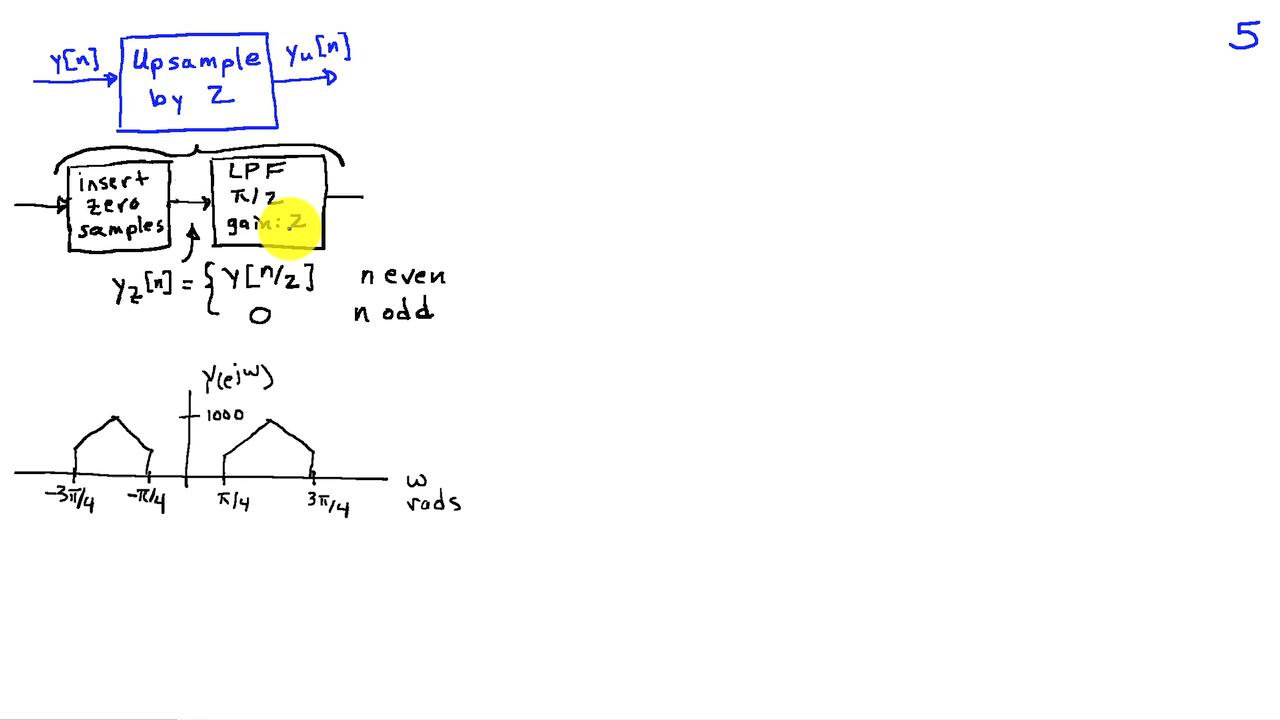 5
y[n] Upsample by 2 yu[n]
insert
zero
samples
LPF
π/2
gain: 2
yz[n] = { y[n/2] n even
0 n odd
Y(e^jω)
1000
-3π/4 -π/4 π/4 3π/4 ω
rads